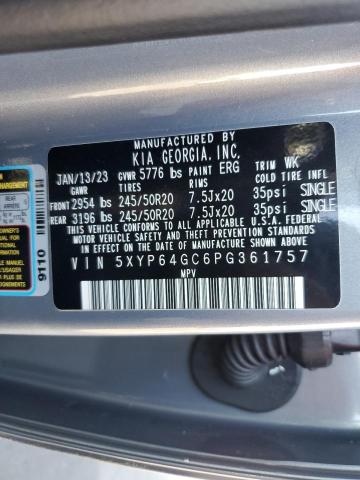 MANUFACTURED BY
KIA GEORGIA, INC.
JAN/13/23 GVWR 5776 lbs PAINT ERG TRIM WK
GAWR TIRES RIMS COLD TIRE INFL
FRONT 2954 lbs 245/50R20 7.5Jx20 35psi SINGLE
REAR 3196 lbs 245/50R20 7.5Jx20 35psi SINGLE
THIS VEHICLE CONFORMS TO ALL APPLICABLE U.S.A. FEDERAL
MOTOR VEHICLE SAFETY STANDARDS IN EFFECT ON
THE DATE OF MANUFACTURE SHOWN ABOVE.
VIN 5XYP64GC6PG361757
MPV
9110
REAR
ARRIÈRE
OWNER'S